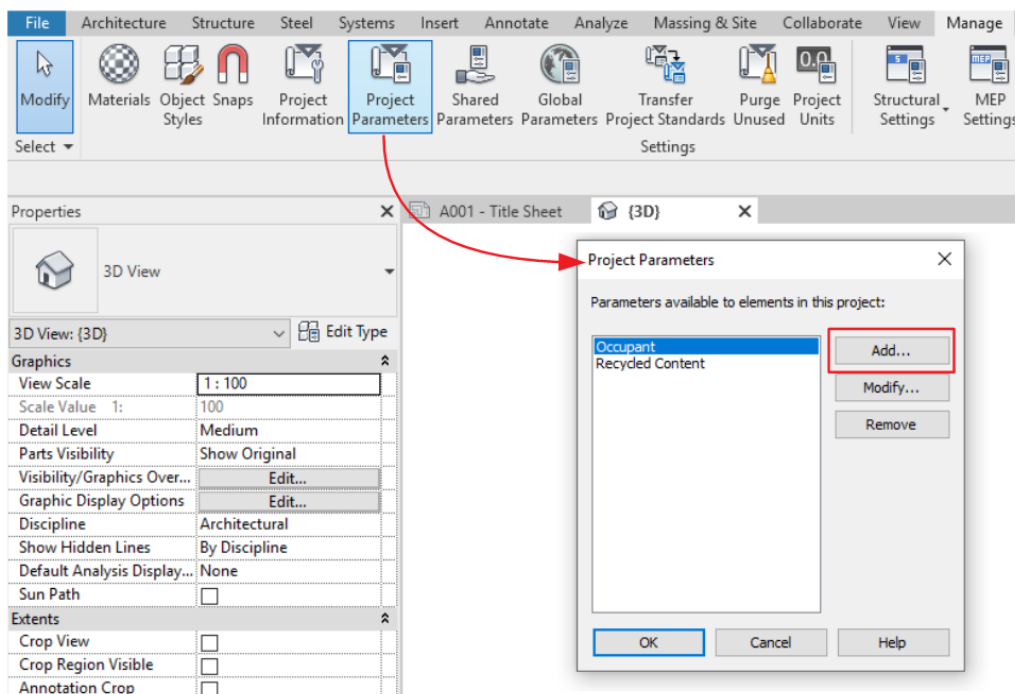 File Architecture Structure Steel Systems Insert Annotate Analyze Massing & Site Collaborate View Manage
Modify Materials Object Styles Snaps Project Information Project Parameters Shared Parameters Global Parameters Transfer Project Standards Purge Unused Project Units Structural Settings MEP Settings
Select Settings
Properties
A001 - Title Sheet {3D}
3D View
3D View: {3D} Edit Type
Graphics
View Scale 1 : 100
Scale Value 1: 100
Detail Level Medium
Parts Visibility Show Original
Visibility/Graphics Over... Edit...
Graphic Display Options Edit...
Discipline Architectural
Show Hidden Lines By Discipline
Default Analysis Display... None
Sun Path
Extents
Crop View
Crop Region Visible
Annotation Crop
Project Parameters
Parameters available to elements in this project:
Occupant
Recycled Content
Add...
Modify...
Remove
OK Cancel Help